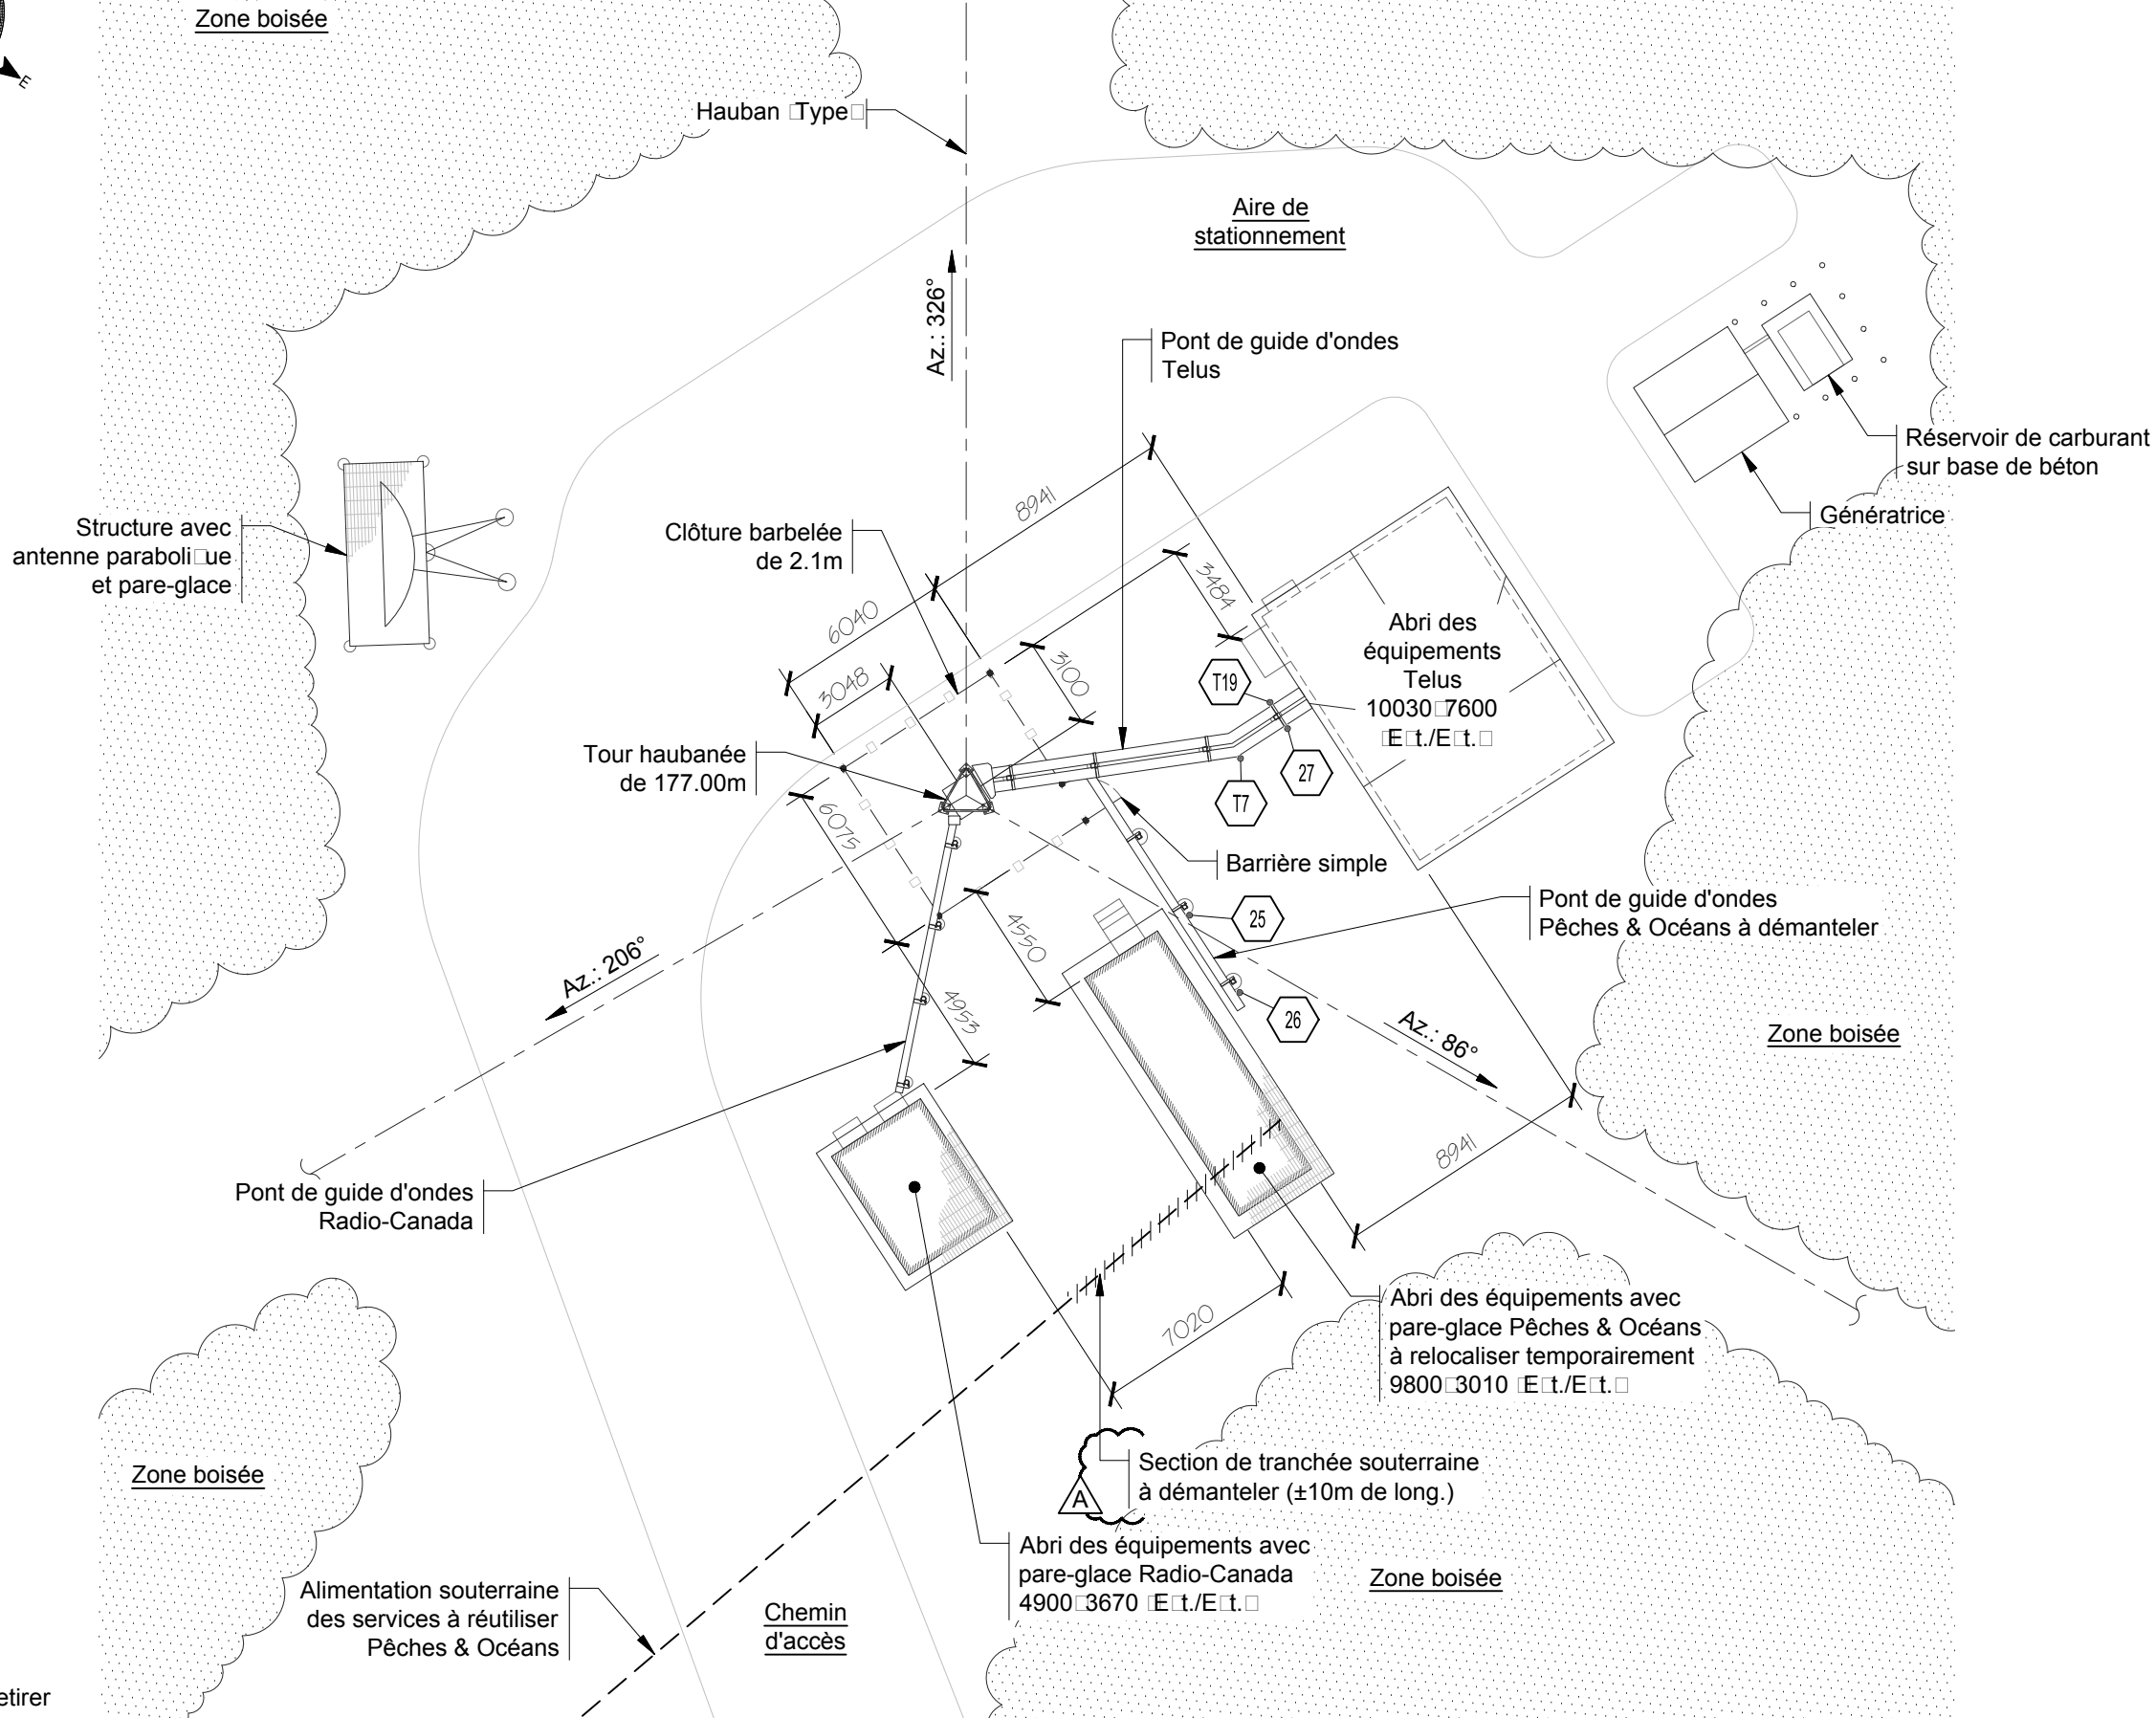 Zone boisée
E
Hauban □Type□
Az.: 326°
Aire de
stationnement
Pont de guide d'ondes
Telus
Réservoir de carburant
sur base de béton
Génératrice
Structure avec
antenne paraboli□ue
et pare-glace
Clôture barbelée
de 2.1m
8941
6040
3048
3484
3100
Abri des
équipements
Telus
10030□7600
□E□t./E□t.□
T19
27
T7
Tour haubanée
de 177.00m
6075
Barrière simple
Pont de guide d'ondes
Pêches & Océans à démanteler
25
26
4550
4953
Az.: 206°
Az.: 86°
Zone boisée
8941
Pont de guide d'ondes
Radio-Canada
7020
Abri des équipements avec
pare-glace Pêches & Océans
à relocaliser temporairement
9800□3010 □E□t./E□t.□
Zone boisée
A
Section de tranchée souterraine
à démanteler (±10m de long.)
Abri des équipements avec
pare-glace Radio-Canada
4900□3670 □E□t./E□t.□
Zone boisée
Alimentation souterraine
des services à réutiliser
Pêches & Océans
Chemin
d'accès
etirer